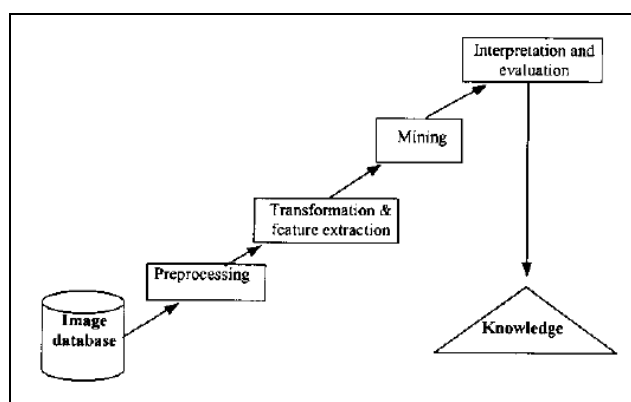 Interpretation and
evaluation
Mining
Transformation &
feature extraction
Preprocessing
Image
database
Knowledge